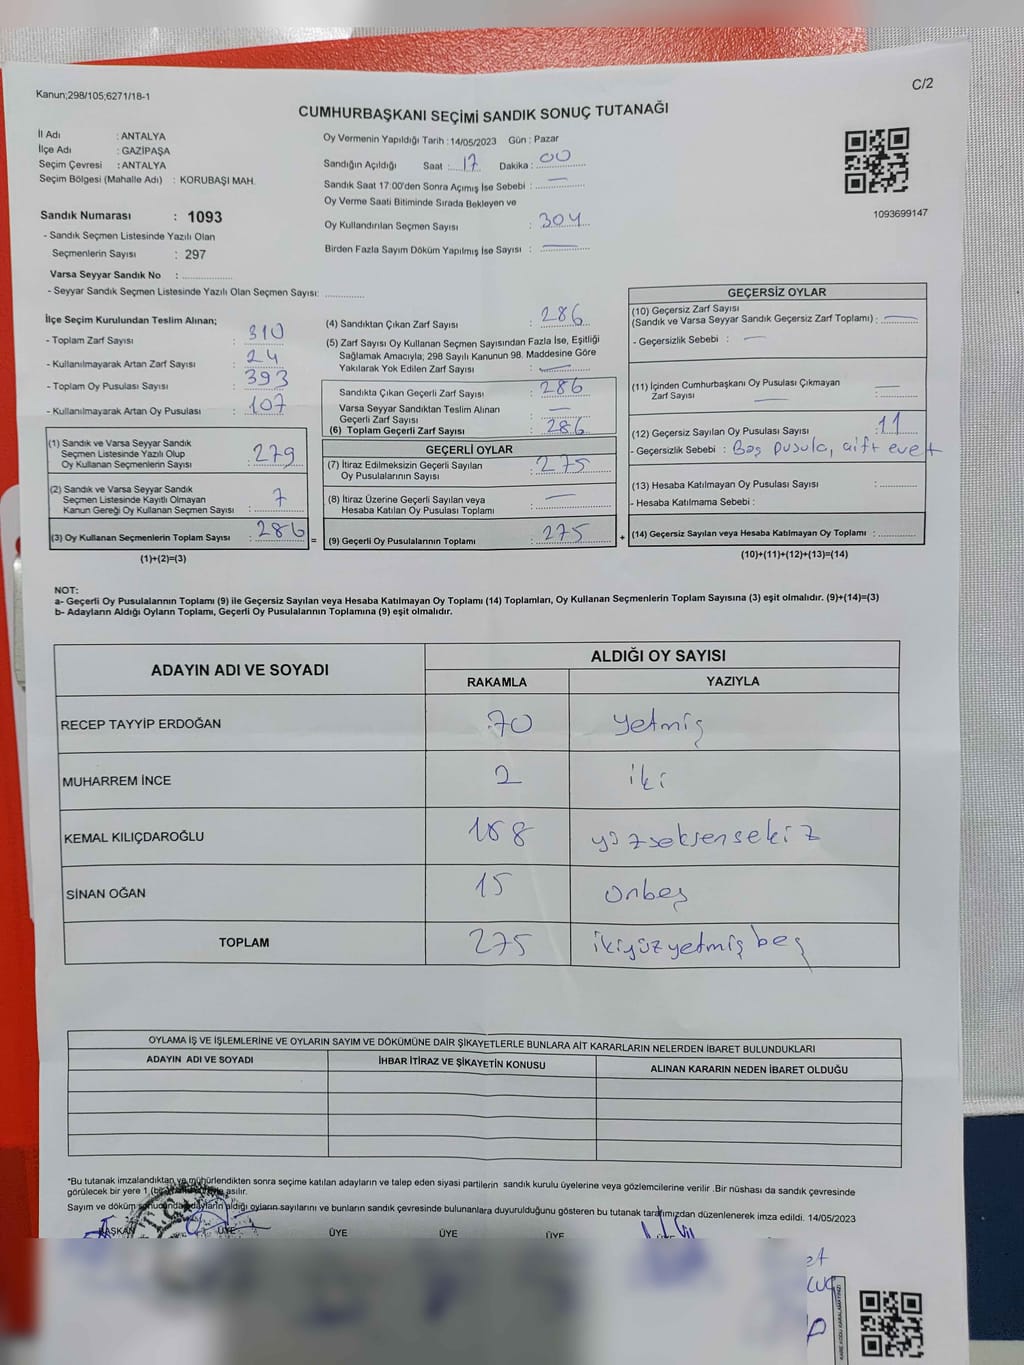 Kanun;298/105;6271/18-1
C/2
CUMHURBAŞKANI SEÇİMİ SANDIK SONUÇ TUTANAĞI
İl Adı : ANTALYA
İlçe Adı : GAZİPAŞA
Seçim Çevresi : ANTALYA
Seçim Bölgesi (Mahalle Adı) : KORUBAŞI MAH.
Sandık Numarası : 1093
- Sandık Seçmen Listesinde Yazılı Olan
Seçmenlerin Sayısı : 297
Varsa Seyyar Sandık No : ..............
- Seyyar Sandık Seçmen Listesinde Yazılı Olan Seçmen Sayısı: ............
Oy Vermenin Yapıldığı Tarih : 14/05/2023 Gün : Pazar
Sandığın Açıldığı Saat : 17 Dakika : 00
Sandık Saat 17:00'den Sonra Açımış İse Sebebi : —
Oy Verme Saati Bitiminde Sırada Bekleyen ve
Oy Kullandırılan Seçmen Sayısı : 304
Birden Fazla Sayım Döküm Yapılmış İse Sayısı : —
1093699147
İlçe Seçim Kurulundan Teslim Alınan;
- Toplam Zarf Sayısı : 310
- Kullanılmayarak Artan Zarf Sayısı : 24
- Toplam Oy Pusulası Sayısı : 393
- Kullanılmayarak Artan Oy Pusulası : 107
(1) Sandık ve Varsa Seyyar Sandık
Seçmen Listesinde Yazılı Olup
Oy Kullanan Seçmenlerin Sayısı : 279
(2) Sandık ve Varsa Seyyar Sandık
Seçmen Listesinde Kayıtlı Olmayan
Kanun Gereği Oy Kullanan Seçmen Sayısı : 7
(3) Oy Kullanan Seçmenlerin Toplam Sayısı : 286 =
(1)+(2)=(3)
(4) Sandıktan Çıkan Zarf Sayısı : 286
(5) Zarf Sayısı Oy Kullanan Seçmen Sayısından Fazla İse, Eşitliği
Sağlamak Amacıyla; 298 Sayılı Kanunun 98. Maddesine Göre
Yakılarak Yok Edilen Zarf Sayısı : —
Sandıkta Çıkan Geçerli Zarf Sayısı : 286
Varsa Seyyar Sandıktan Teslim Alınan
Geçerli Zarf Sayısı : —
(6) Toplam Geçerli Zarf Sayısı : 286
GEÇERLİ OYLAR
(7) İtiraz Edilmeksizin Geçerli Sayılan
Oy Pusulalarının Sayısı : 275
(8) İtiraz Üzerine Geçerli Sayılan veya
Hesaba Katılan Oy Pusulası Toplamı : —
(9) Geçerli Oy Pusulalarının Toplamı : 275 +
GEÇERSİZ OYLAR
(10) Geçersiz Zarf Sayısı
(Sandık ve Varsa Seyyar Sandık Geçersiz Zarf Toplamı) : —
- Geçersizlik Sebebi : —
(11) İçinden Cumhurbaşkanı Oy Pusulası Çıkmayan
Zarf Sayısı — —
(12) Geçersiz Sayılan Oy Pusulası Sayısı : 11
- Geçersizlik Sebebi : Boş pusula, çift evet
(13) Hesaba Katılmayan Oy Pusulası Sayısı : ............
- Hesaba Katılmama Sebebi :
(14) Geçersiz Sayılan veya Hesaba Katılmayan Oy Toplamı : ............
(10)+(11)+(12)+(13)=(14)
NOT:
a- Geçerli Oy Pusulalarının Toplamı (9) ile Geçersiz Sayılan veya Hesaba Katılmayan Oy Toplamı (14) Toplamları, Oy Kullanan Seçmenlerin Toplam Sayısına (3) eşit olmalıdır. (9)+(14)=(3)
b- Adayların Aldığı Oyların Toplamı, Geçerli Oy Pusulalarının Toplamına (9) eşit olmalıdır.
ADAYIN ADI VE SOYADI
ALDIĞI OY SAYISI
RAKAMLA YAZIYLA
RECEP TAYYİP ERDOĞAN 70 yetmiş
MUHARREM İNCE 2 iki
KEMAL KILIÇDAROĞLU 188 yüzseksensekiz
SİNAN OĞAN 15 onbeş
TOPLAM 275 ikiyüzyetmiş beş
OYLAMA İŞ VE İŞLEMLERİNE VE OYLARIN SAYIM VE DÖKÜMÜNE DAİR ŞİKAYETLERLE BUNLARA AİT KARARLARIN NELERDEN İBARET BULUNDUKLARI
ADAYIN ADI VE SOYADI İHBAR İTİRAZ VE ŞİKAYETİN KONUSU ALINAN KARARIN NEDEN İBARET OLDUĞU
*Bu tutanak imzalandıktan ve mühürlendikten sonra seçime katılan adayların ve talep eden siyasi partilerin sandık kurulu üyelerine veya gözlemcilerine verilir .Bir nüshası da sandık çevresinde
görülecek bir yere asılır.
Sayım ve döküm sonucunda adayların aldığı oyların sayılarını ve bunların sandık çevresinde bulunanlara duyurulduğunu gösteren bu tutanak tarafımızdan düzenlenerek imza edildi. 14/05/2023
BAŞKAN ÜYE ÜYE ÜYE ÜYE